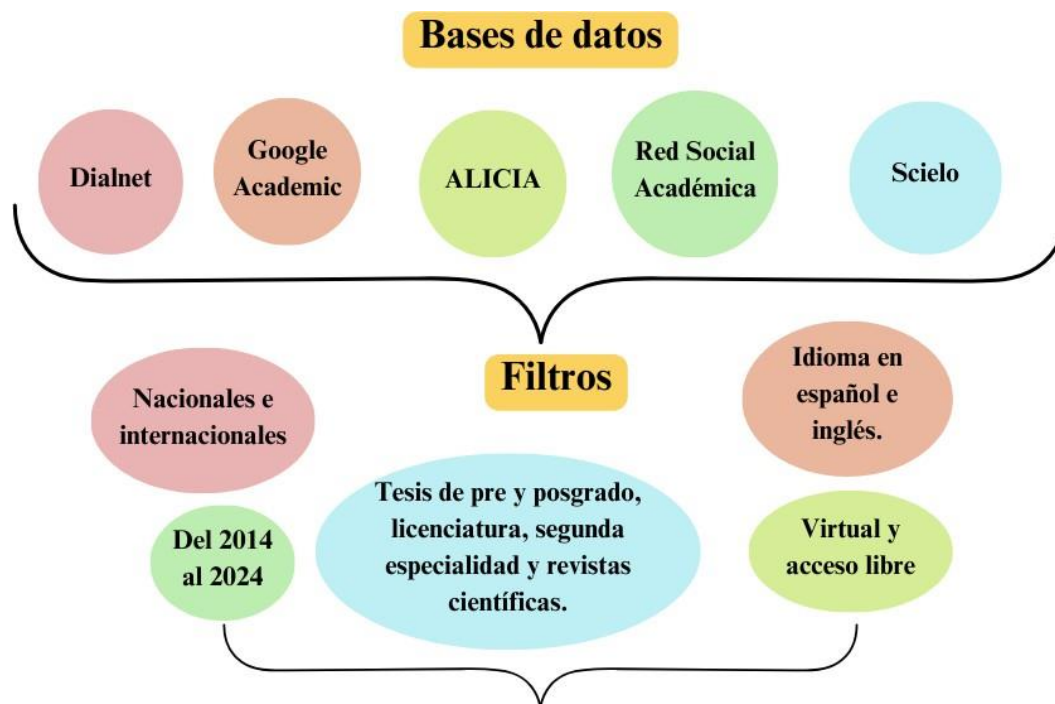 Bases de datos
Dialnet
Google
Academic
ALICIA
Red Social
Académica
Scielo
Filtros
Nacionales e
internacionales
Idioma en
español e
inglés.
Tesis de pre y posgrado,
licenciatura, segunda
especialidad y revistas
científicas.
Del 2014
al 2024
Virtual y
acceso libre